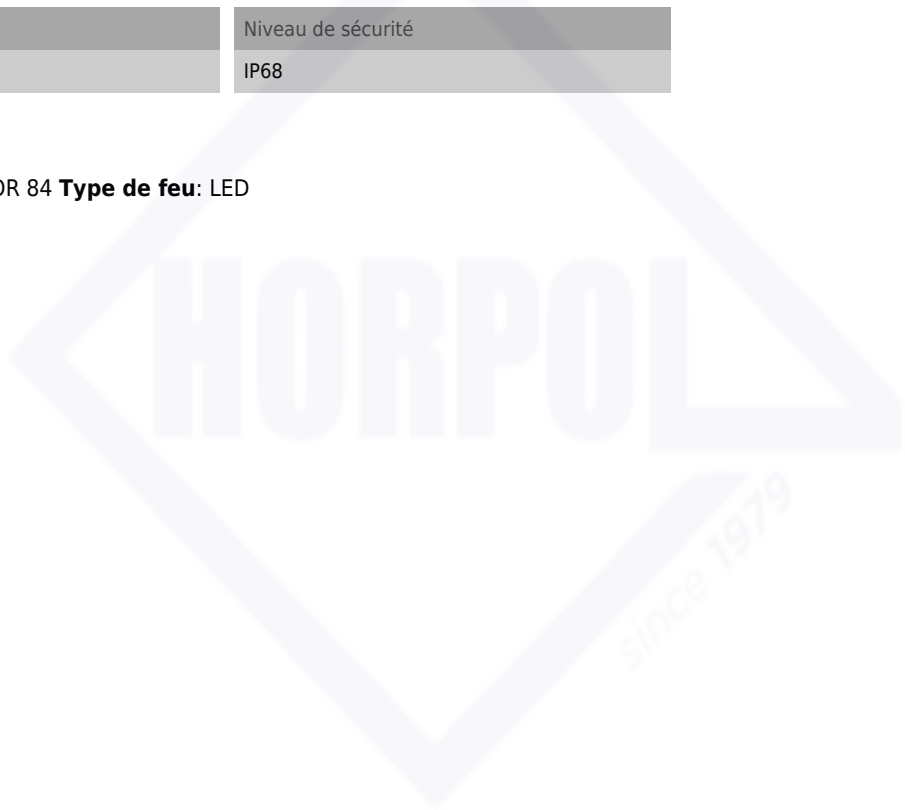 Niveau de sécurité
IP68
OR 84 Type de feu: LED
HORPOL
since 1979